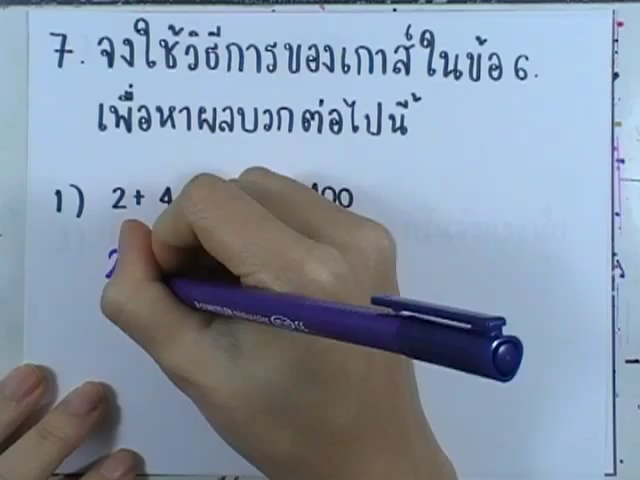 7. จงใช้วิธีการของเกาส์ในข้อ 6.
เพื่อหาผลบวกต่อไปนี้
1) 2 + 4 100
2